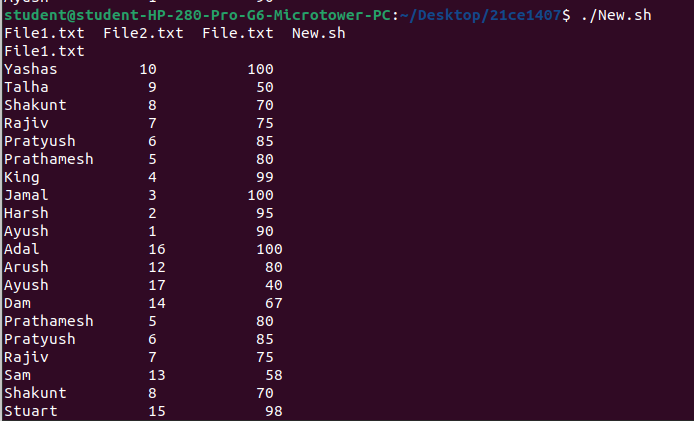 student@student-HP-280-Pro-G6-Microtower-PC:~/Desktop/21ce1407$ ./New.sh
File1.txt  File2.txt  File.txt  New.sh
File1.txt
Yashas         10          100
Talha           9           50
Shakunt         8           70
Rajiv           7           75
Pratyush        6           85
Prathamesh      5           80
King            4           99
Jamal           3          100
Harsh           2           95
Ayush           1           90
Adal            16          100
Arush           12           80
Ayush           17           40
Dam             14           67
Prathamesh      5           80
Pratyush        6           85
Rajiv           7           75
Sam             13           58
Shakunt         8           70
Stuart          15           98